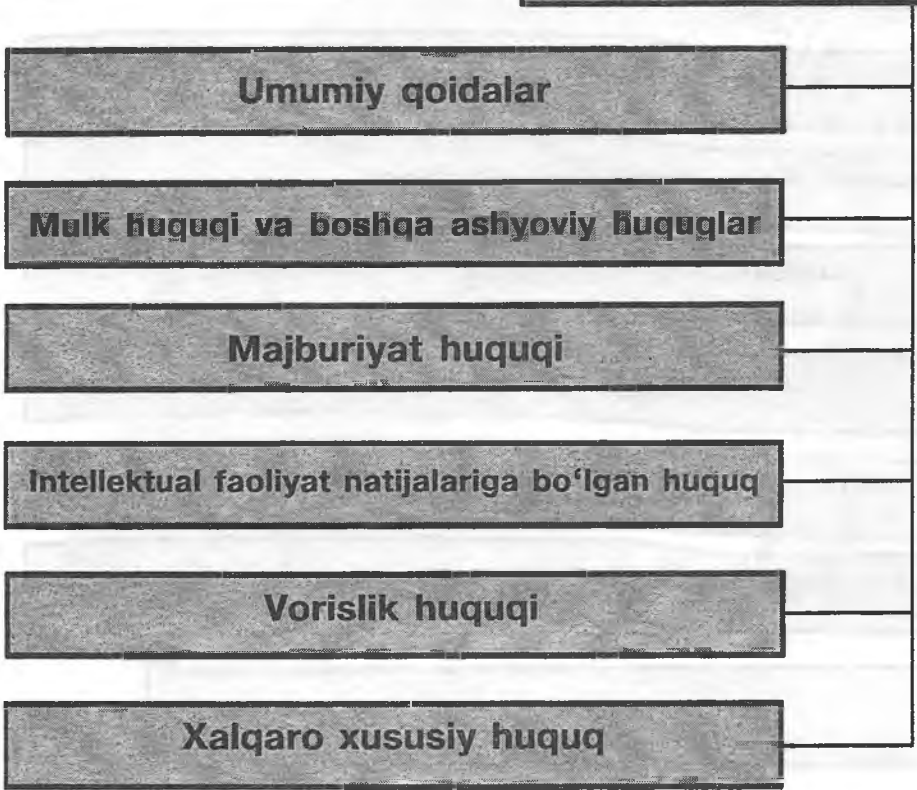 Umumiy qoidalar
Mulk huquqi va boshqa ashyoviy huquqlar
Majburiyat huquqi
Intellektual faoliyat natijalariga bo‘lgan huquq
Vorislik huquqi
Xalqaro xususiy huquq